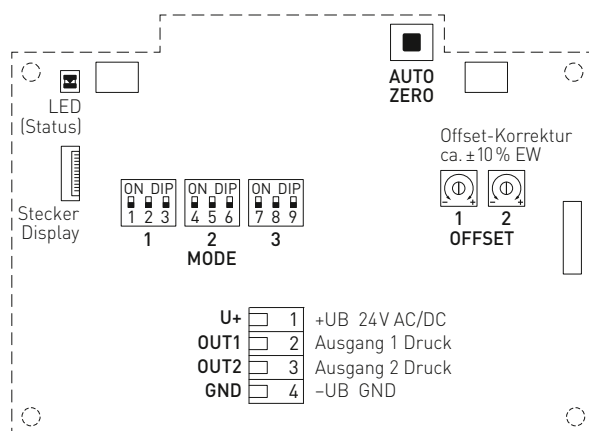 AUTO
ZERO
LED
(Status)
Offset-Korrektur
ca. ±10% EW
Stecker
Display
ON DIP
1 2 3
1
ON DIP
4 5 6
2
ON DIP
7 8 9
3
MODE
- +
1
- +
2
OFFSET
U+ 1 +UB 24V AC/DC
OUT1 2 Ausgang 1 Druck
OUT2 3 Ausgang 2 Druck
GND 4 –UB GND